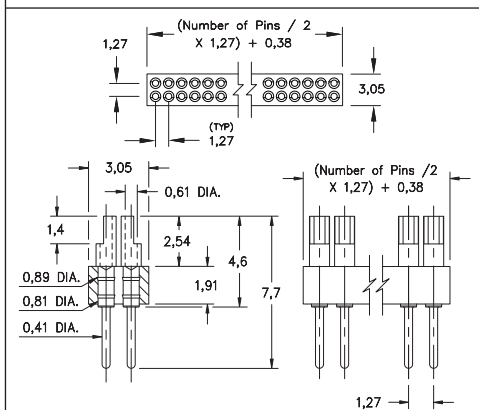 (Number of Pins / 2
X 1,27) + 0,38
1,27
3,05
(TYP)
1,27
3,05
0,61 DIA.
1,4
2,54
4,6
7,7
0,89 DIA.
1,91
0,81 DIA.
0,41 DIA.
(Number of Pins /2
X 1,27) + 0,38
1,27